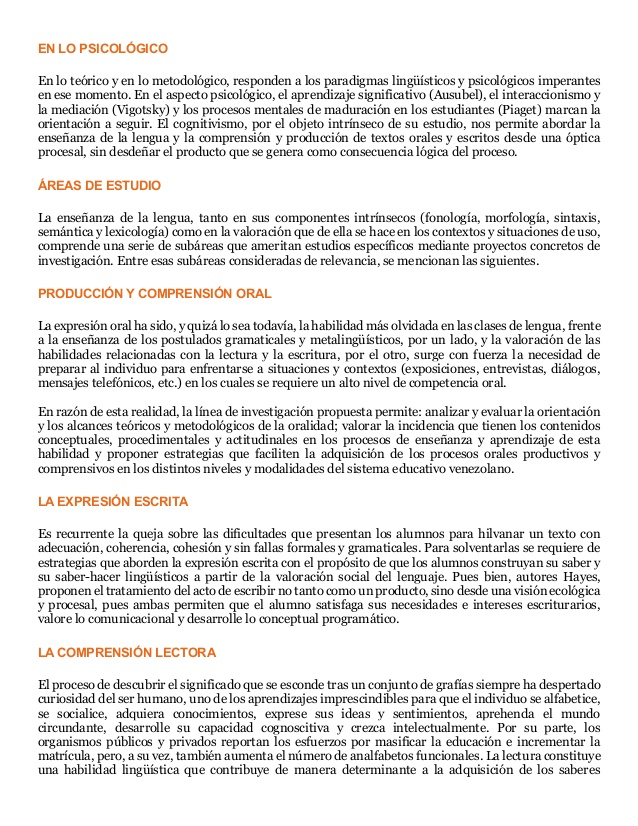 EN LO PSICOLÓGICO
En lo teórico y en lo metodológico, responden a los paradigmas lingüísticos y psicológicos imperantes
en ese momento. En el aspecto psicológico, el aprendizaje significativo (Ausubel), el interaccionismo y
la mediación (Vigotsky) y los procesos mentales de maduración en los estudiantes (Piaget) marcan la
orientación a seguir. El cognitivismo, por el objeto intrínseco de su estudio, nos permite abordar la
enseñanza de la lengua y la comprensión y producción de textos orales y escritos desde una óptica
procesal, sin desdeñar el producto que se genera como consecuencia lógica del proceso.
ÁREAS DE ESTUDIO
La enseñanza de la lengua, tanto en sus componentes intrínsecos (fonología, morfología, sintaxis,
semántica y lexicología) como en la valoración que de ella se hace en los contextos y situaciones de uso,
comprende una serie de subáreas que ameritan estudios específicos mediante proyectos concretos de
investigación. Entre esas subáreas consideradas de relevancia, se mencionan las siguientes.
PRODUCCIÓN Y COMPRENSIÓN ORAL
La expresión oral ha sido, y quizá lo sea todavía, la habilidad más olvidada en las clases de lengua, frente
a la enseñanza de los postulados gramaticales y metalingüísticos, por un lado, y la valoración de las
habilidades relacionadas con la lectura y la escritura, por el otro, surge con fuerza la necesidad de
preparar al individuo para enfrentarse a situaciones y contextos (exposiciones, entrevistas, diálogos,
mensajes telefónicos, etc.) en los cuales se requiere un alto nivel de competencia oral.
En razón de esta realidad, la línea de investigación propuesta permite: analizar y evaluar la orientación
y los alcances teóricos y metodológicos de la oralidad; valorar la incidencia que tienen los contenidos
conceptuales, procedimentales y actitudinales en los procesos de enseñanza y aprendizaje de esta
habilidad y proponer estrategias que faciliten la adquisición de los procesos orales productivos y
comprensivos en los distintos niveles y modalidades del sistema educativo venezolano.
LA EXPRESIÓN ESCRITA
Es recurrente la queja sobre las dificultades que presentan los alumnos para hilvanar un texto con
adecuación, coherencia, cohesión y sin fallas formales y gramaticales. Para solventarlas se requiere de
estrategias que aborden la expresión escrita con el propósito de que los alumnos construyan su saber y
su saber-hacer lingüísticos a partir de la valoración social del lenguaje. Pues bien, autores Hayes,
proponen el tratamiento del acto de escribir no tanto como un producto, sino desde una visión ecológica
y procesal, pues ambas permiten que el alumno satisfaga sus necesidades e intereses escriturarios,
valore lo comunicacional y desarrolle lo conceptual programático.
LA COMPRENSIÓN LECTORA
El proceso de descubrir el significado que se esconde tras un conjunto de grafías siempre ha despertado
curiosidad del ser humano, uno de los aprendizajes imprescindibles para que el individuo se alfabetice,
se socialice, adquiera conocimientos, exprese sus ideas y sentimientos, aprehenda el mundo
circundante, desarrolle su capacidad cognoscitiva y crezca intelectualmente. Por su parte, los
organismos públicos y privados reportan los esfuerzos por masificar la educación e incrementar la
matrícula, pero, a su vez, también aumenta el número de analfabetos funcionales. La lectura constituye
una habilidad lingüística que contribuye de manera determinante a la adquisición de los saberes